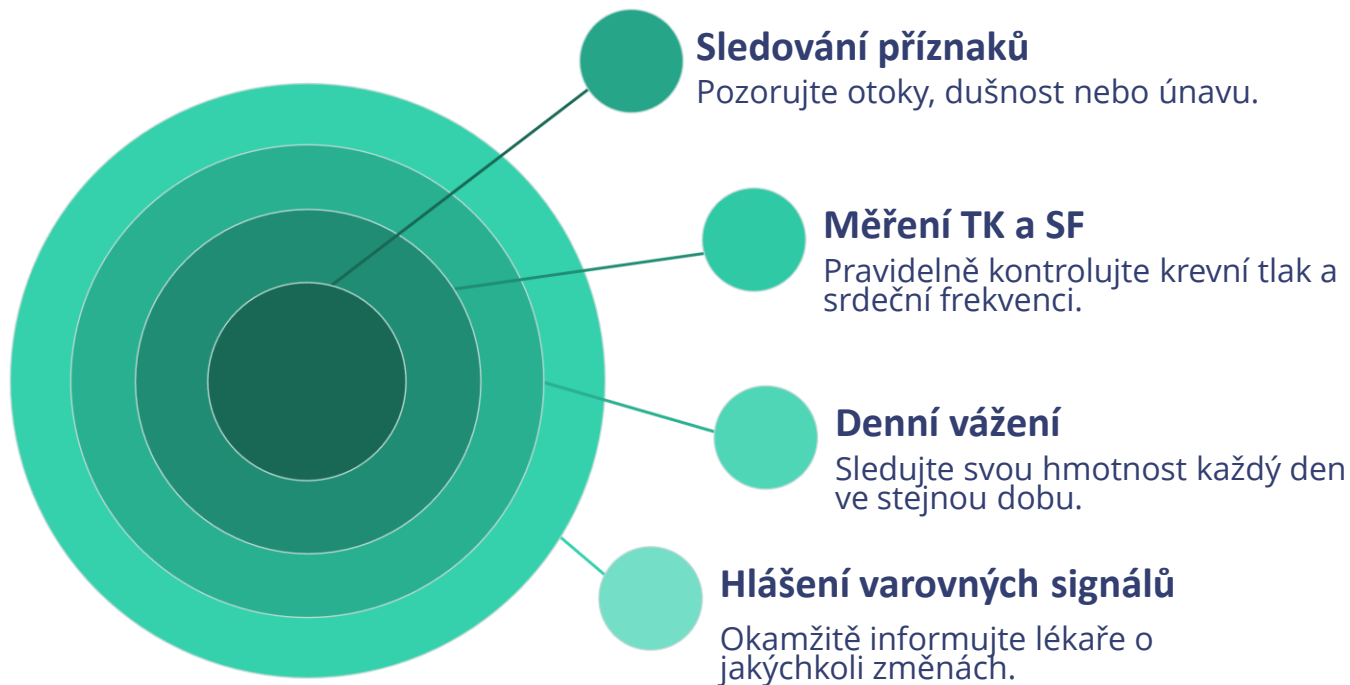 Sledování příznaků
Pozorujte otoky, dušnost nebo únavu.
Měření TK a SF
Pravidelně kontrolujte krevní tlak a
srdeční frekvenci.
Denní vážení
Sledujte svou hmotnost každý den
ve stejnou dobu.
Hlášení varovných signálů
Okamžitě informujte lékaře o
jakýchkoli změnách.